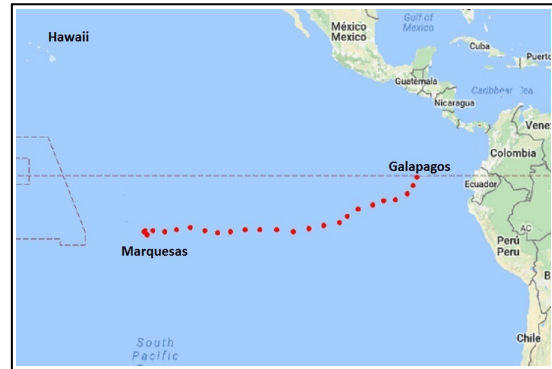 Hawaii
México
Mexico
Gulf of
Mexico
Cuba
Puerto
Guatemala
Caribbean Sea
Nicaragua
Venez
Galapagos
Colombia
Ecuador
Marquesas
Perú
Peru
AC
B
South
Pacific
Chile